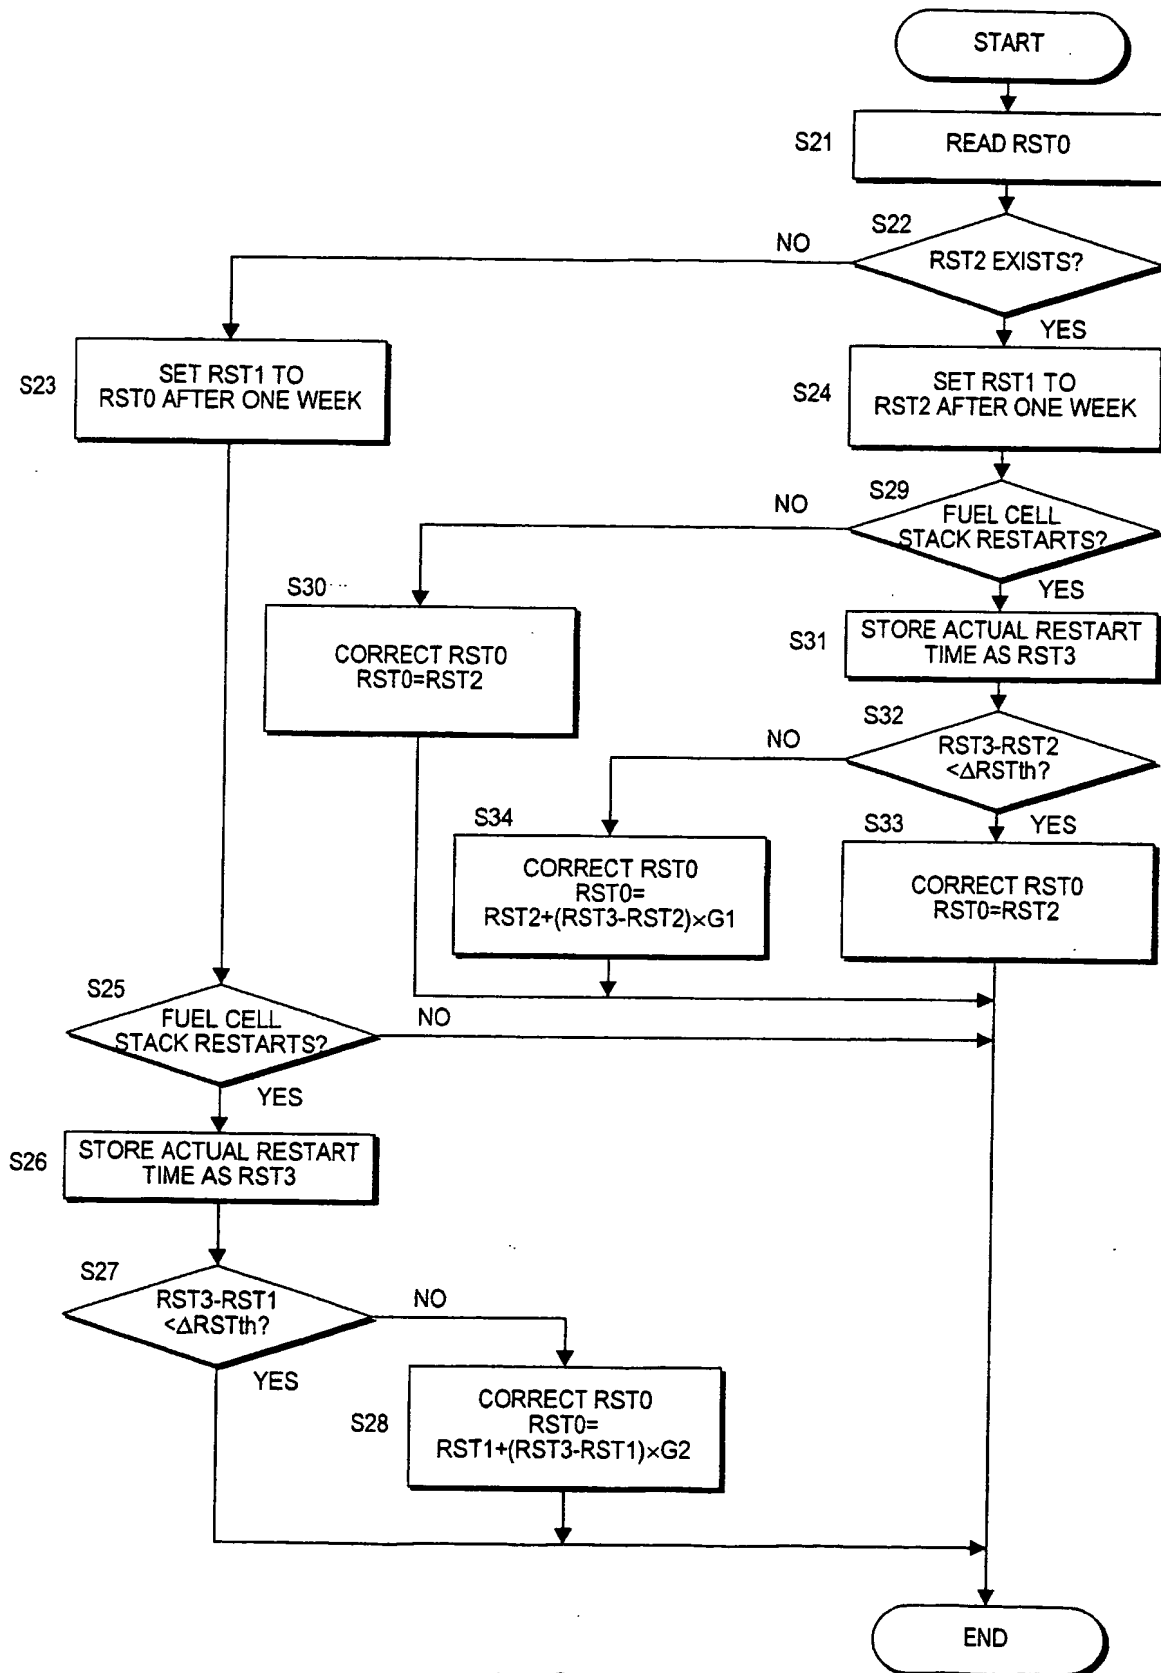 START
S21
READ RST0
S22
RST2 EXISTS?
NO
YES
S23
SET RST1 TO
RST0 AFTER ONE WEEK
S24
SET RST1 TO
RST2 AFTER ONE WEEK
S29
FUEL CELL
STACK RESTARTS?
NO
YES
S30
CORRECT RST0
RST0=RST2
S31
STORE ACTUAL RESTART
TIME AS RST3
S32
RST3-RST2
<ΔRSTth?
NO
YES
S34
CORRECT RST0
RST0=
RST2+(RST3-RST2)×G1
S33
CORRECT RST0
RST0=RST2
S25
FUEL CELL
STACK RESTARTS?
NO
YES
S26
STORE ACTUAL RESTART
TIME AS RST3
S27
RST3-RST1
<ΔRSTth?
NO
YES
S28
CORRECT RST0
RST0=
RST1+(RST3-RST1)×G2
END